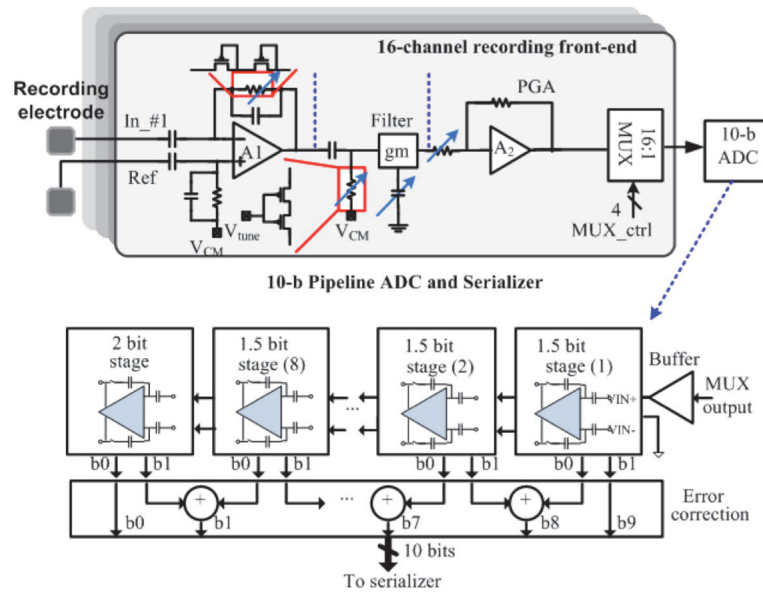 16-channel recording front-end
Recording
electrode
In_#1
Ref
A1
V_CM
V_tune
V_CM
Filter
gm
PGA
A_2
16:1
MUX
4
MUX_ctrl
10-b
ADC
10-b Pipeline ADC and Serializer
2 bit
stage
1.5 bit
stage (8)
...
1.5 bit
stage (2)
1.5 bit
stage (1)
VIN+
VIN-
Buffer
MUX
output
b0 b1 b0 b1 b0 b1 b0 b1
+ ... + +
b0 b1 b7 b8 b9
Error
correction
10 bits
To serializer